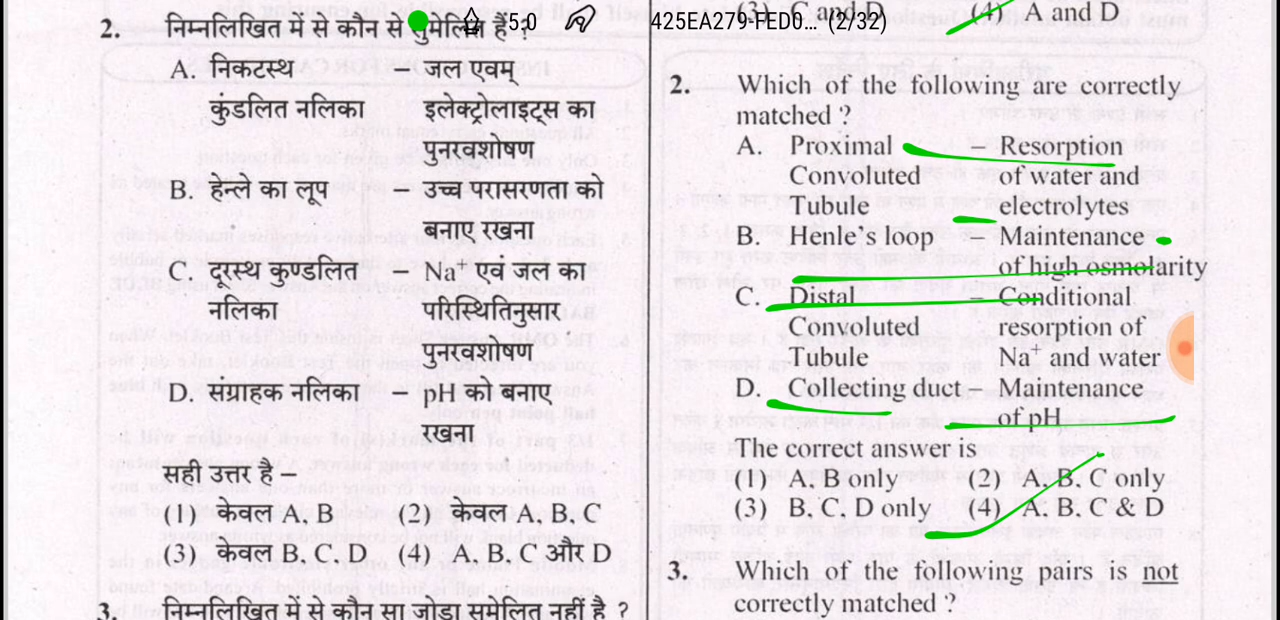 425EA279-FED0... (2/32)
50
2. निम्नलिखित में से कौन से सुमेलित हैं ?
A. निकटस्थ – जल एवम्
कुंडलित नलिका इलेक्ट्रोलाइट्स का
पुनरवशोषण
B. हेन्ले का लूप – उच्च परासरणता को
बनाए रखना
C. दूरस्थ कुण्डलित – Na⁺ एवं जल का
नलिका परिस्थितिनुसार
पुनरवशोषण
D. संग्राहक नलिका – pH को बनाए
रखना
सही उत्तर है
(1) केवल A, B (2) केवल A, B, C
(3) केवल B, C, D (4) A, B, C और D
3. निम्नलिखित में से कौन सा जोड़ा सुमेलित नहीं है ?
(3) C and D (4) A and D
2. Which of the following are correctly
matched ?
A. Proximal – Resorption
Convoluted of water and
Tubule electrolytes
B. Henle's loop – Maintenance
of high osmolarity
C. Distal – Conditional
Convoluted resorption of
Tubule Na⁺ and water
D. Collecting duct – Maintenance
of pH
The correct answer is
(1) A, B only (2) A, B, C only
(3) B, C, D only (4) A, B, C & D
3. Which of the following pairs is not
correctly matched ?